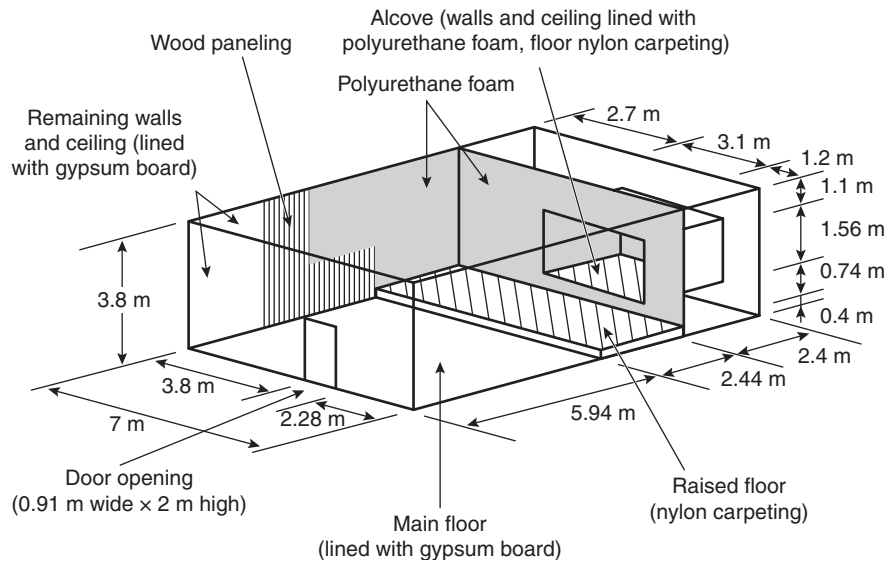 Alcove (walls and ceiling lined with
polyurethane foam, floor nylon carpeting)
Wood paneling
Polyurethane foam
Remaining walls
and ceiling (lined
with gypsum board)
2.7 m
3.1 m
1.2 m
1.1 m
1.56 m
0.74 m
0.4 m
2.4 m
2.44 m
5.94 m
3.8 m
3.8 m
7 m
2.28 m
Door opening
(0.91 m wide × 2 m high)
Main floor
(lined with gypsum board)
Raised floor
(nylon carpeting)